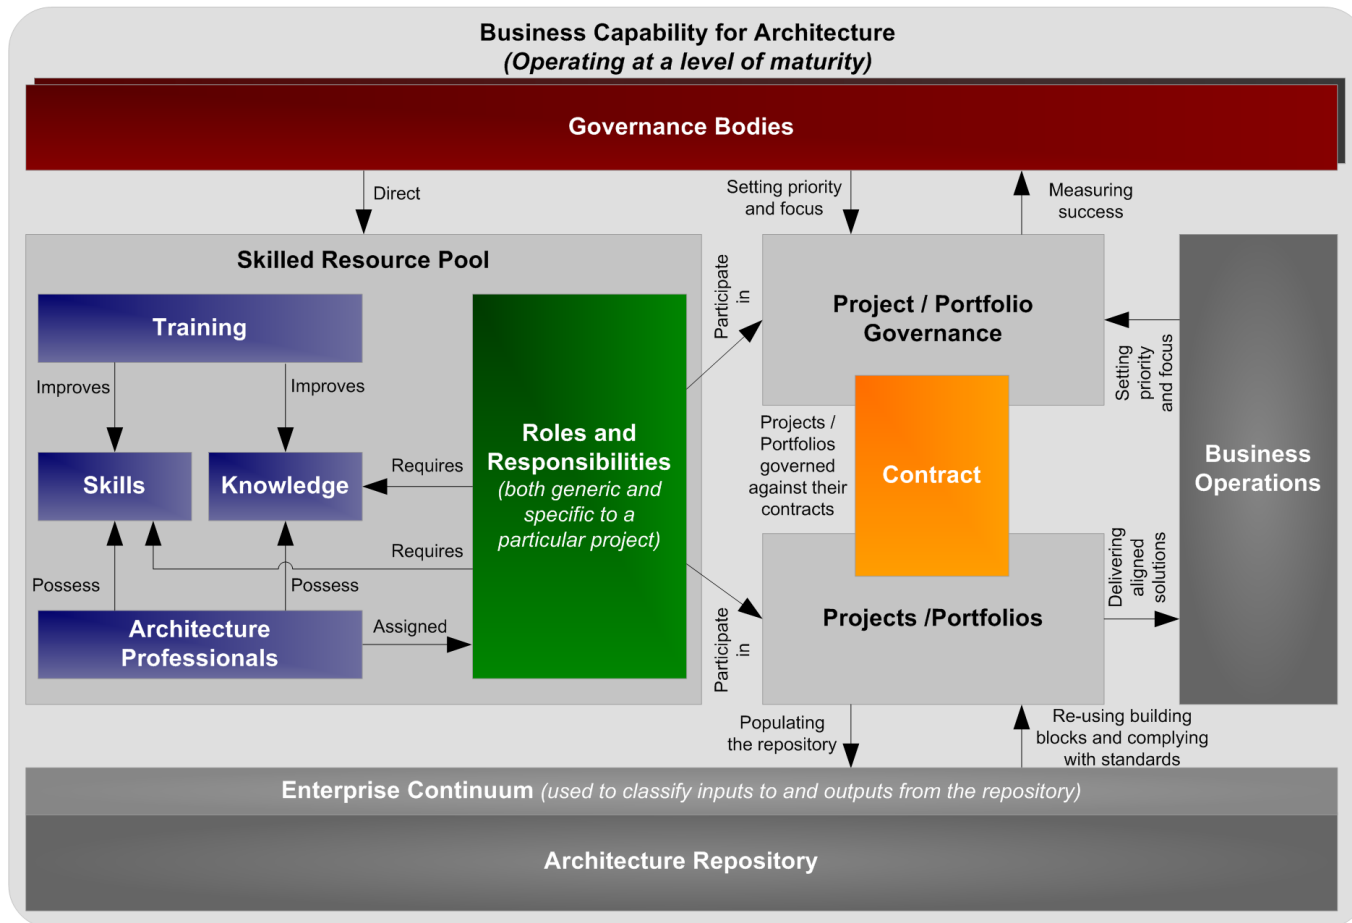 Business Capability for Architecture
(Operating at a level of maturity)
Governance Bodies
Direct
Setting priority
and focus
Measuring
success
Skilled Resource Pool
Training
Improves
Improves
Skills
Knowledge
Requires
Requires
Possess
Possess
Architecture
Professionals
Assigned
Roles and
Responsibilities
(both generic and
specific to a
particular project)
Participate
in
Participate
in
Project / Portfolio
Governance
Projects /
Portfolios
governed
against their
contracts
Contract
Projects /Portfolios
Setting
priority
and focus
Delivering
aligned
solutions
Business
Operations
Populating
the repository
Re-using building
blocks and complying
with standards
Enterprise Continuum (used to classify inputs to and outputs from the repository)
Architecture Repository